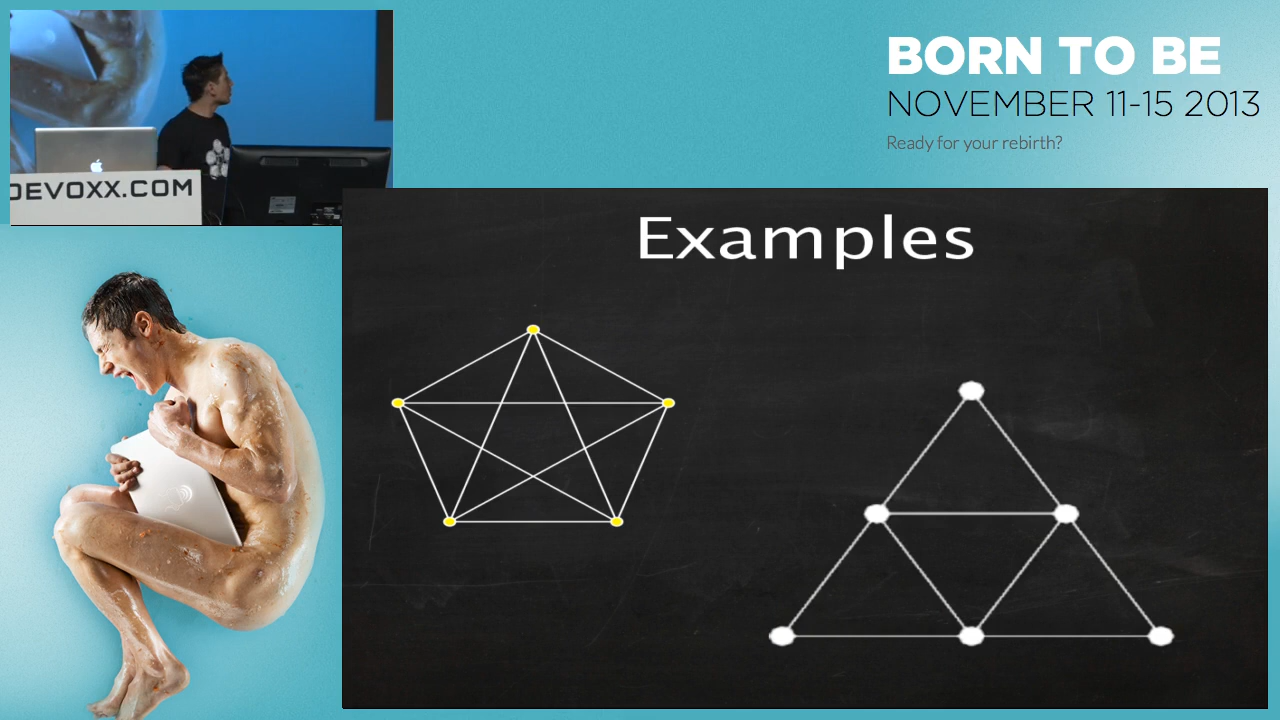 BORN TO BE
NOVEMBER 11-15 2013
Ready for your rebirth?
DEVOXX.COM
Examples